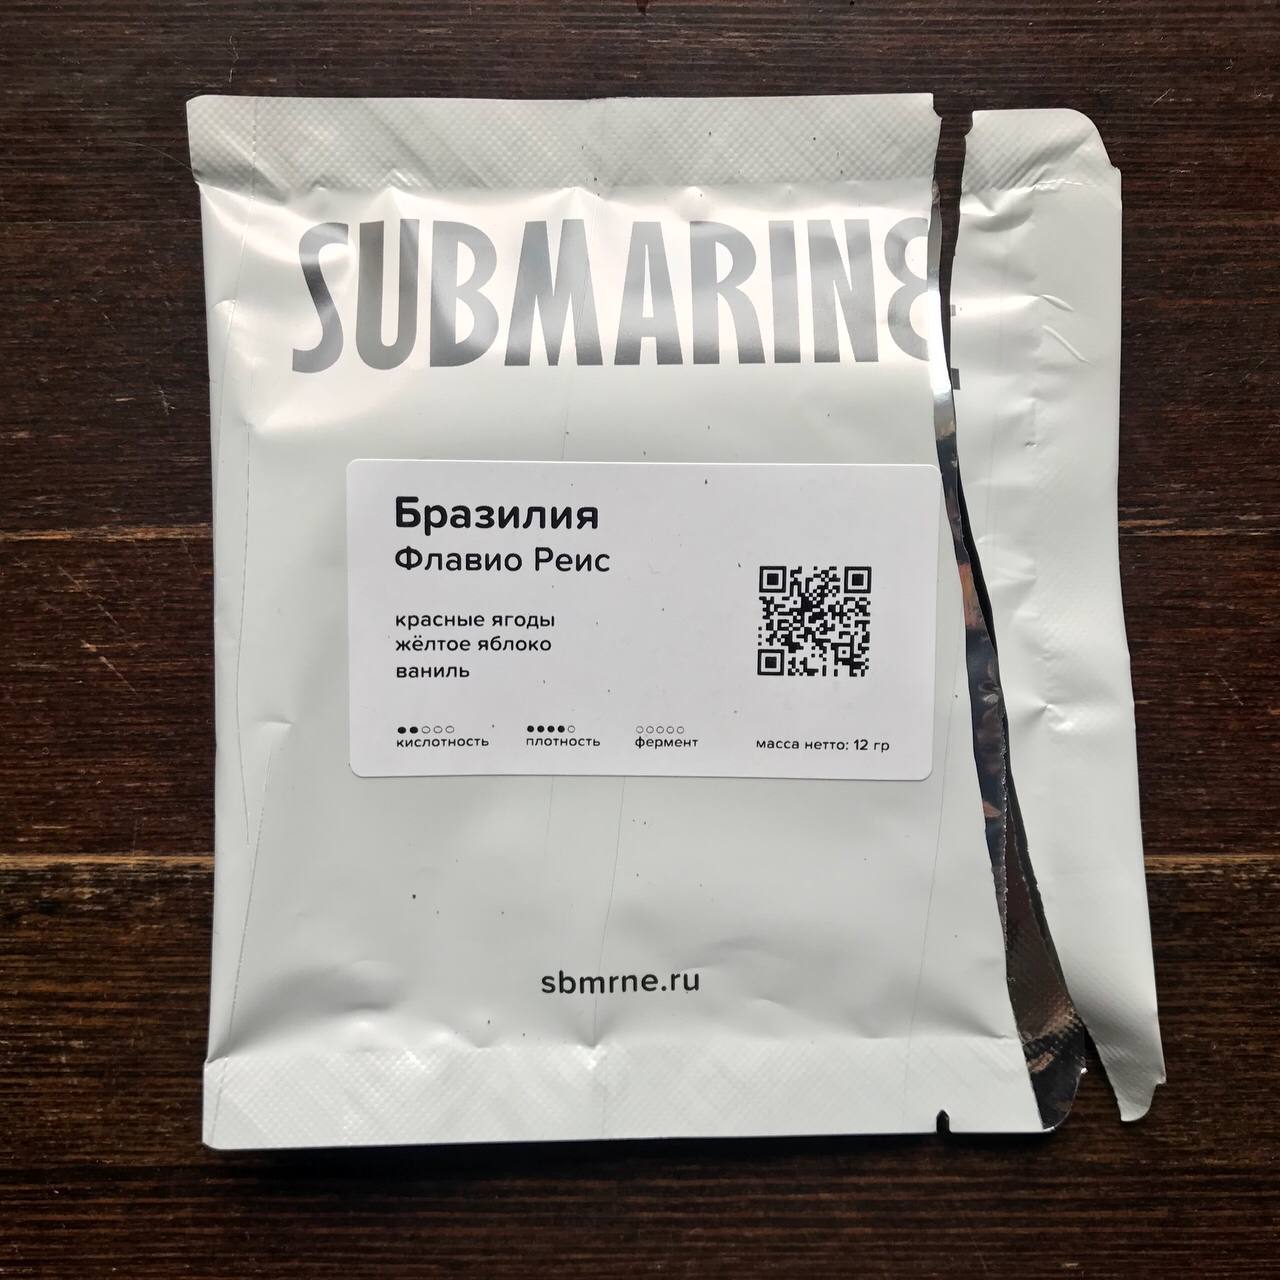 SUBMARINE
Бразилия
Флавио Реис
красные ягоды
жёлтое яблоко
ваниль
кислотность плотность фермент масса нетто: 12 гр
sbmrne.ru